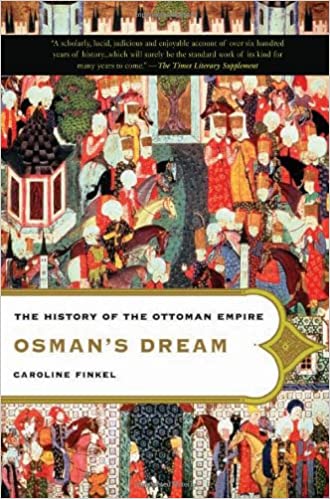 "A scholarly, lucid, judicious and enjoyable account of over six hundred
years of history...which will surely be the standard work of its kind for
many years to come." —The Times Literary Supplement
THE HISTORY OF THE OTTOMAN EMPIRE
OSMAN'S DREAM
CAROLINE FINKEL